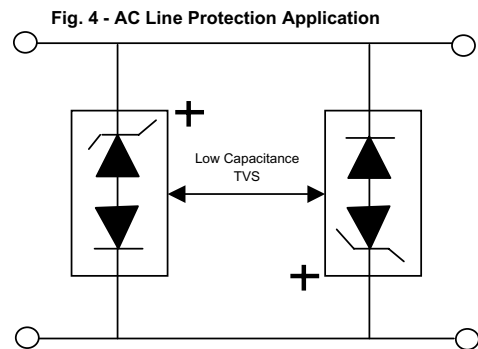 Fig. 4 - AC Line Protection Application
+
Low Capacitance
TVS
+